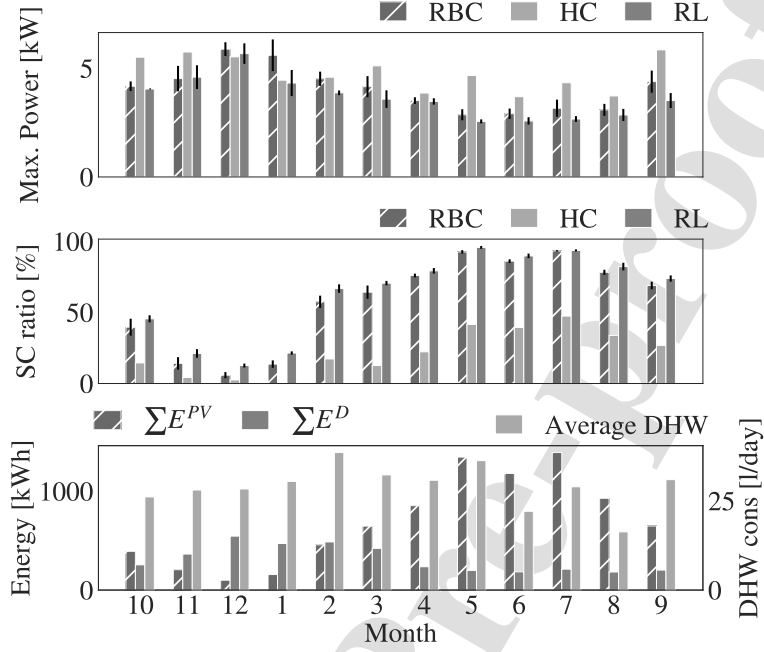 RBC HC RL
Max. Power [kW]
5
0
RBC HC RL
SC ratio [%]
100
50
0
∑E^{PV} ∑E^D Average DHW
Energy [kWh]
1000
0
25
0
DHW cons [l/day]
10 11 12 1 2 3 4 5 6 7 8 9
Month
Pre-proof